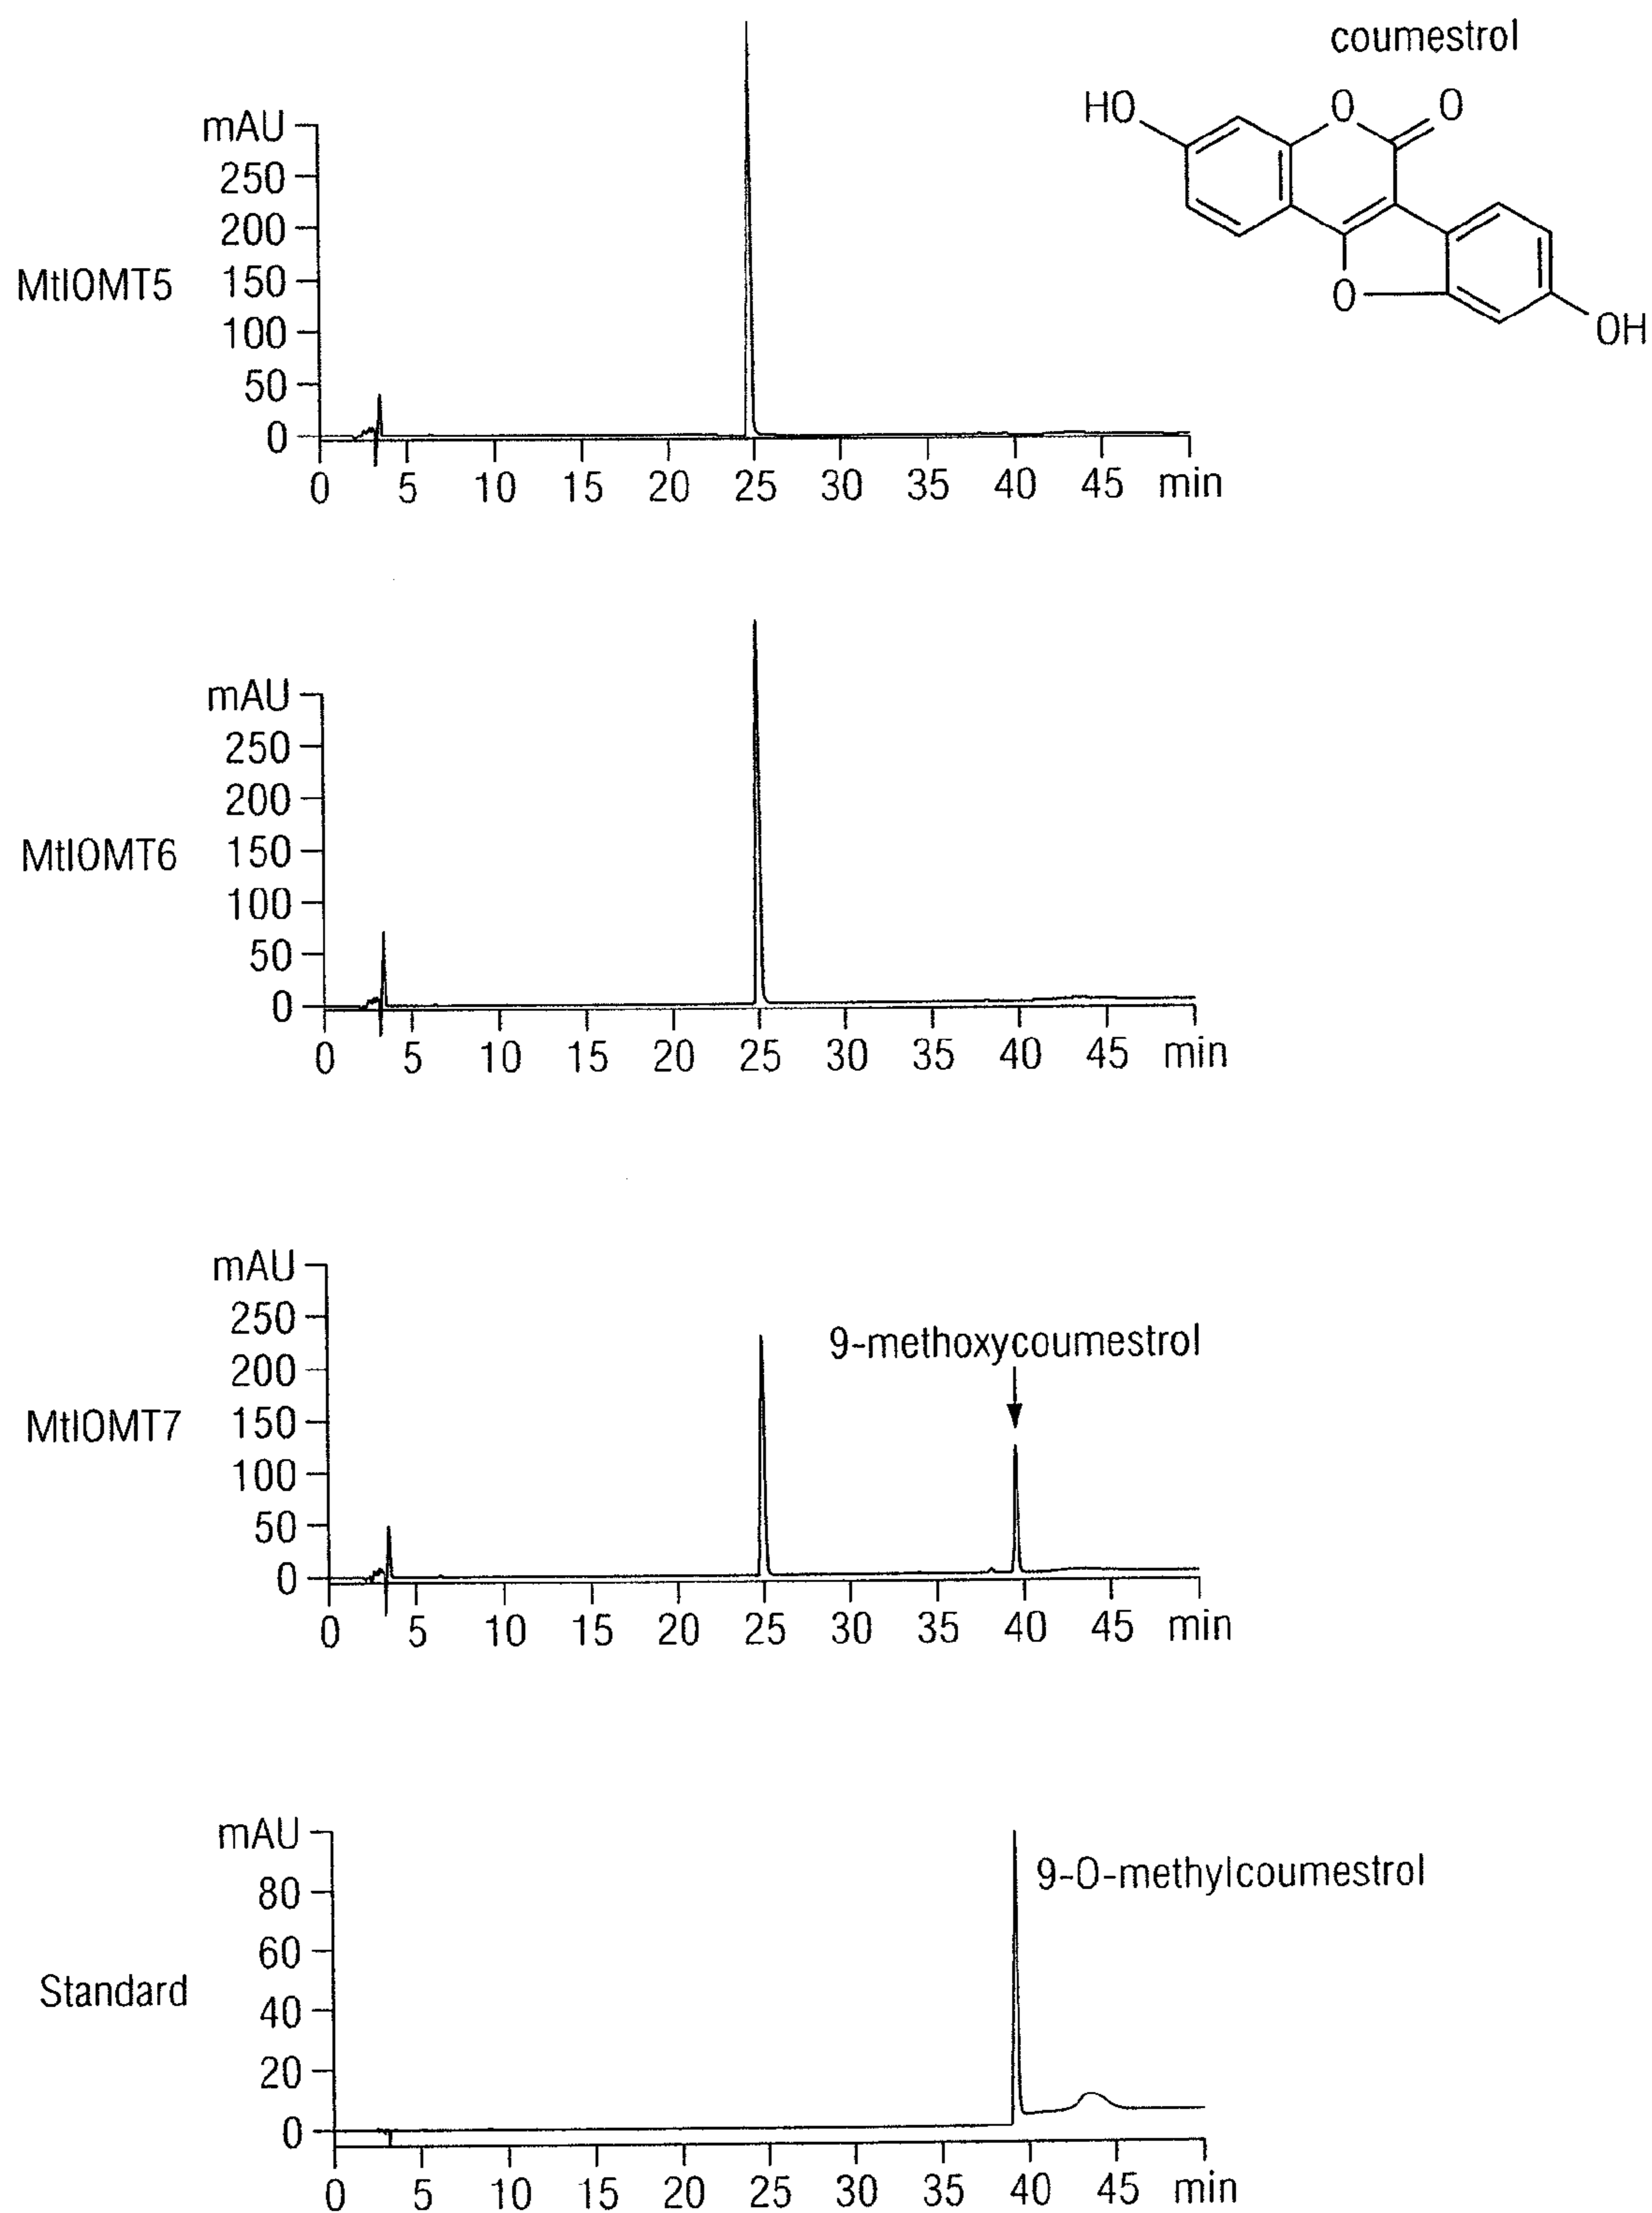 coumestrol
HO
O
O
O
OH
mAU
250
200
MtIOMT5
150
100
50
0
0 5 10 15 20 25 30 35 40 45 min
mAU
250
200
MtIOMT6
150
100
50
0
0 5 10 15 20 25 30 35 40 45 min
mAU
250
9-methoxycoumestrol
200
MtIOMT7
150
100
50
0
0 5 10 15 20 25 30 35 40 45 min
mAU
9-O-methylcoumestrol
80
60
Standard
40
20
0
0 5 10 15 20 25 30 35 40 45 min